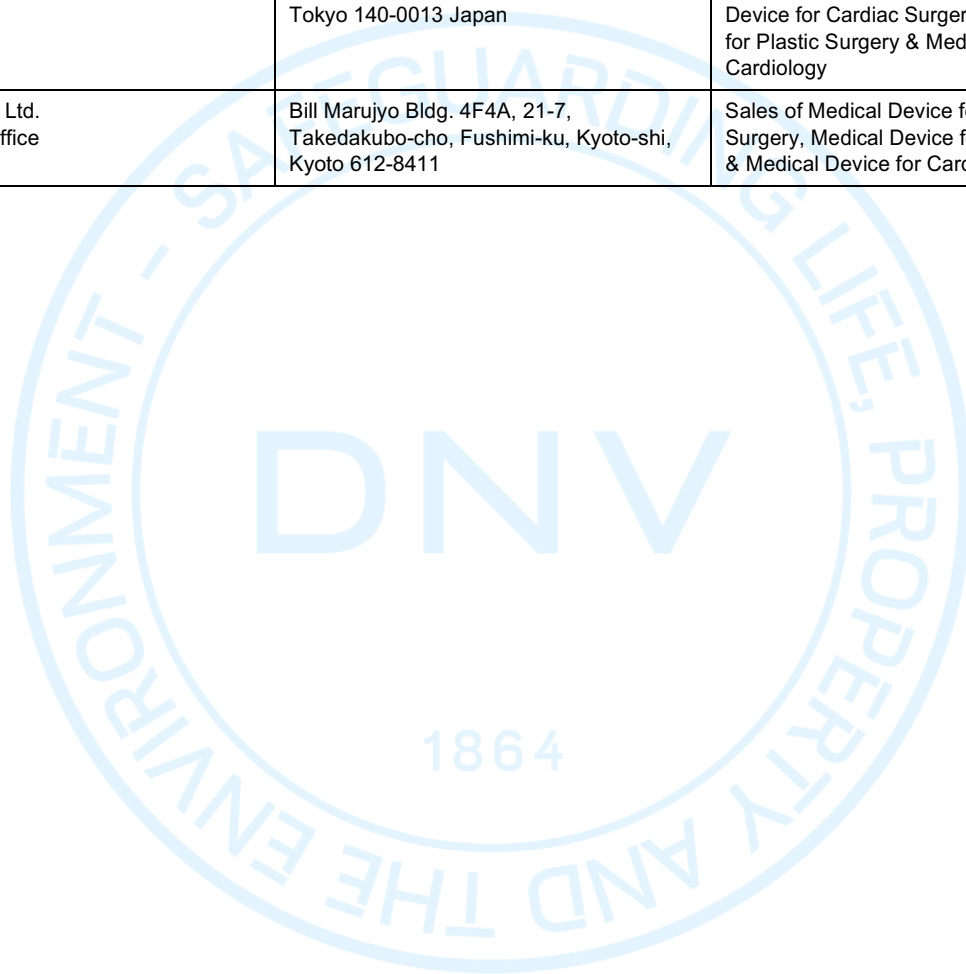 Tokyo 140-0013 Japan
Device for Cardiac Surger
for Plastic Surgery & Med
Cardiology
Ltd.
ffice
Bill Marujyo Bldg. 4F4A, 21-7,
Takedakubo-cho, Fushimi-ku, Kyoto-shi,
Kyoto 612-8411
Sales of Medical Device f
Surgery, Medical Device f
& Medical Device for Car
SAFEGUARDING LIFE, PROPERTY AND THE ENVIRONMENT -
DNV
1864